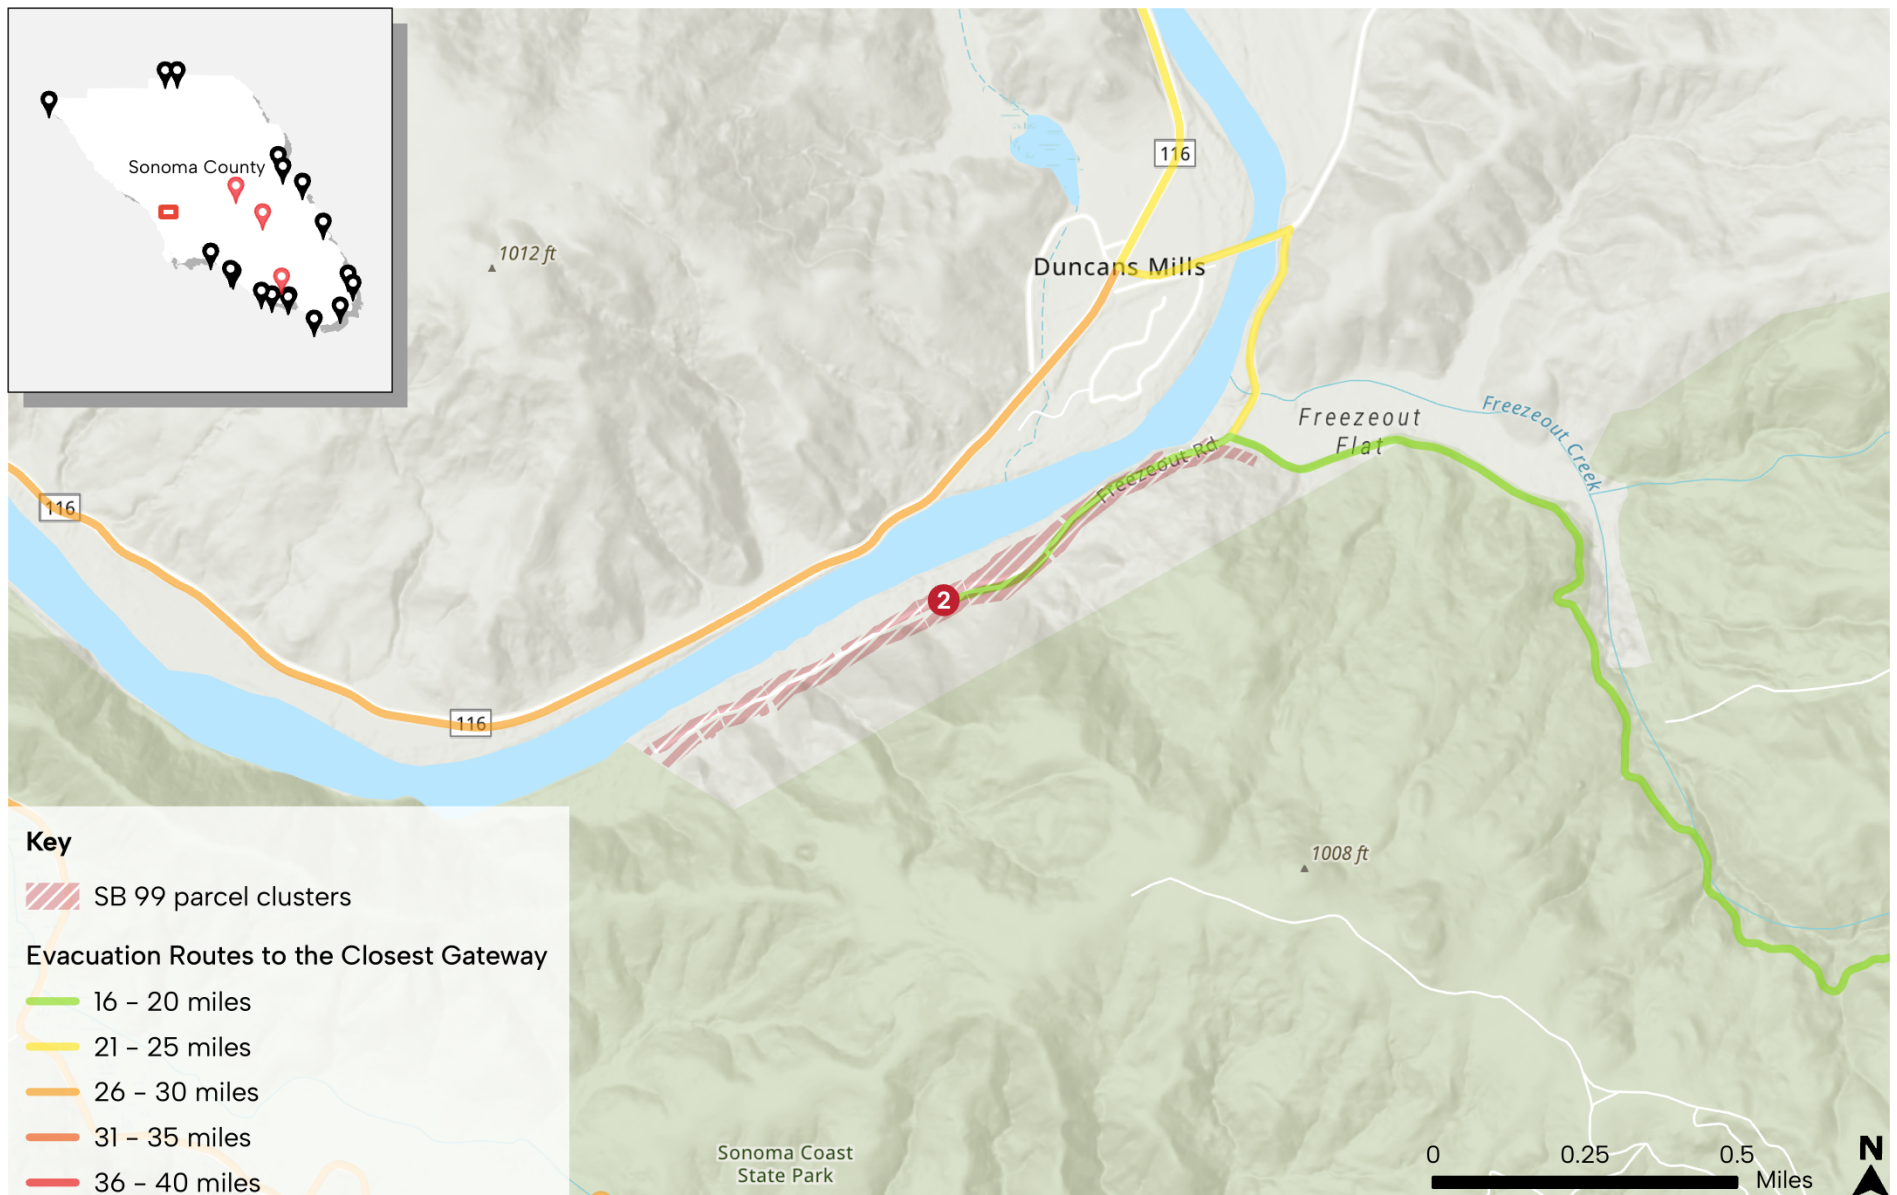 Sonoma County
116
1012 ft
Duncans Mills
Freezeout
Flat
Freezeout Creek
Freezeout Rd
116
2
116
1008 ft
Key
SB 99 parcel clusters
Evacuation Routes to the Closest Gateway
16 - 20 miles
21 - 25 miles
26 - 30 miles
31 - 35 miles
36 - 40 miles
Sonoma Coast
State Park
0 0.25 0.5
Miles
N